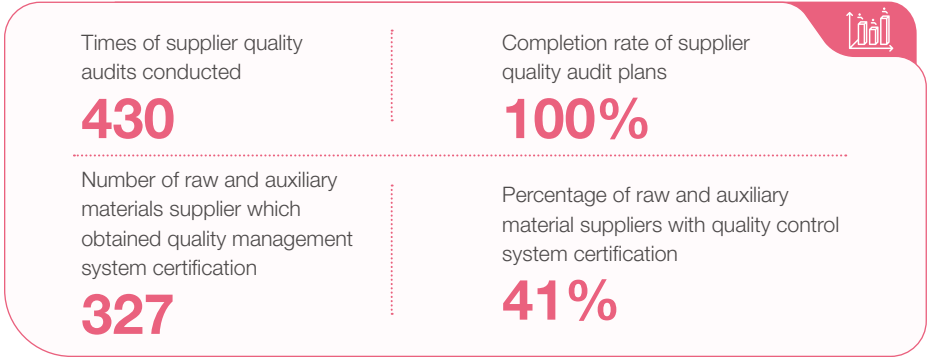 Times of supplier quality
audits conducted
430
Completion rate of supplier
quality audit plans
100%
Number of raw and auxiliary
materials supplier which
obtained quality management
system certification
327
Percentage of raw and auxiliary
material suppliers with quality control
system certification
41%